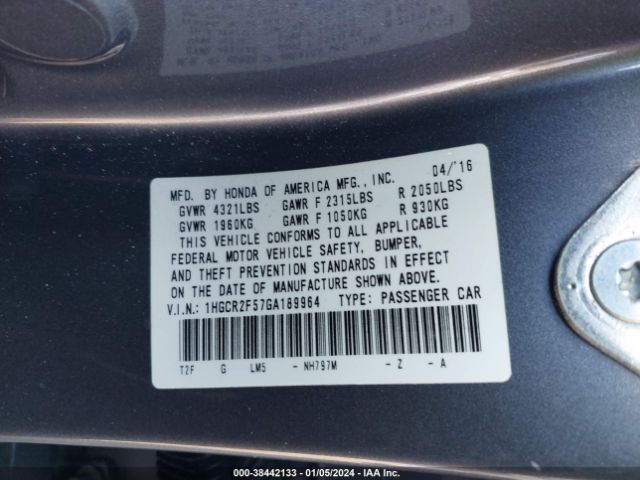 MFD. BY HONDA OF AMERICA MFG., INC. 04/'16
GVWR 4321LBS GAWR F 2315LBS R 2050LBS
GVWR 1960KG GAWR F 1050KG R 930KG
THIS VEHICLE CONFORMS TO ALL APPLICABLE
FEDERAL MOTOR VEHICLE SAFETY, BUMPER,
AND THEFT PREVENTION STANDARDS IN EFFECT
ON THE DATE OF MANUFACTURE SHOWN ABOVE.
V.I.N.: 1HGCR2F57GA189964 TYPE: PASSENGER CAR
T2F G LM5 - NH797M - Z - A
000-38442133 - 01/05/2024 - IAA Inc.